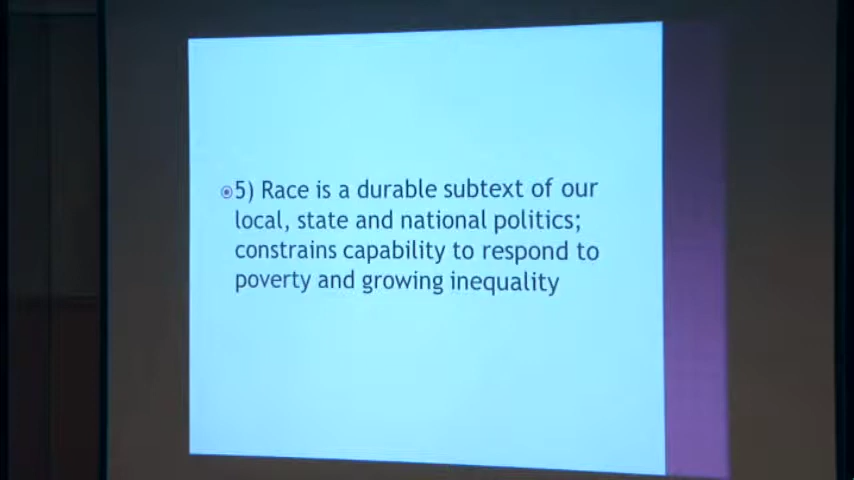 5) Race is a durable subtext of our
local, state and national politics;
constrains capability to respond to
poverty and growing inequality